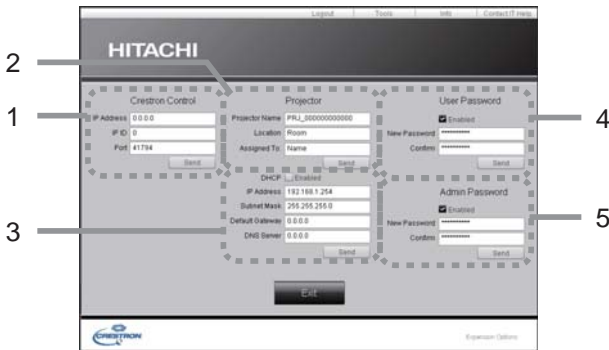 Logout Tools Info Contact IT Help
HITACHI
2
1
Crestron Control
IP Address 0.0.0.0
IP ID 0
Port 41794
Send
Projector
Projector Name PRJ_000000000000
Location Room
Assigned To: Name
Send
User Password
Enabled
New Password ***********
Confirm ***********
Send
4
3
DHCP Enabled
IP Address 192.168.1.254
Subnet Mask 255.255.255.0
Default Gateway 0.0.0.0
DNS Server 0.0.0.0
Send
Admin Password
Enabled
New Password ***********
Confirm ***********
Send
5
Exit
CRESTRON
Expansion Options